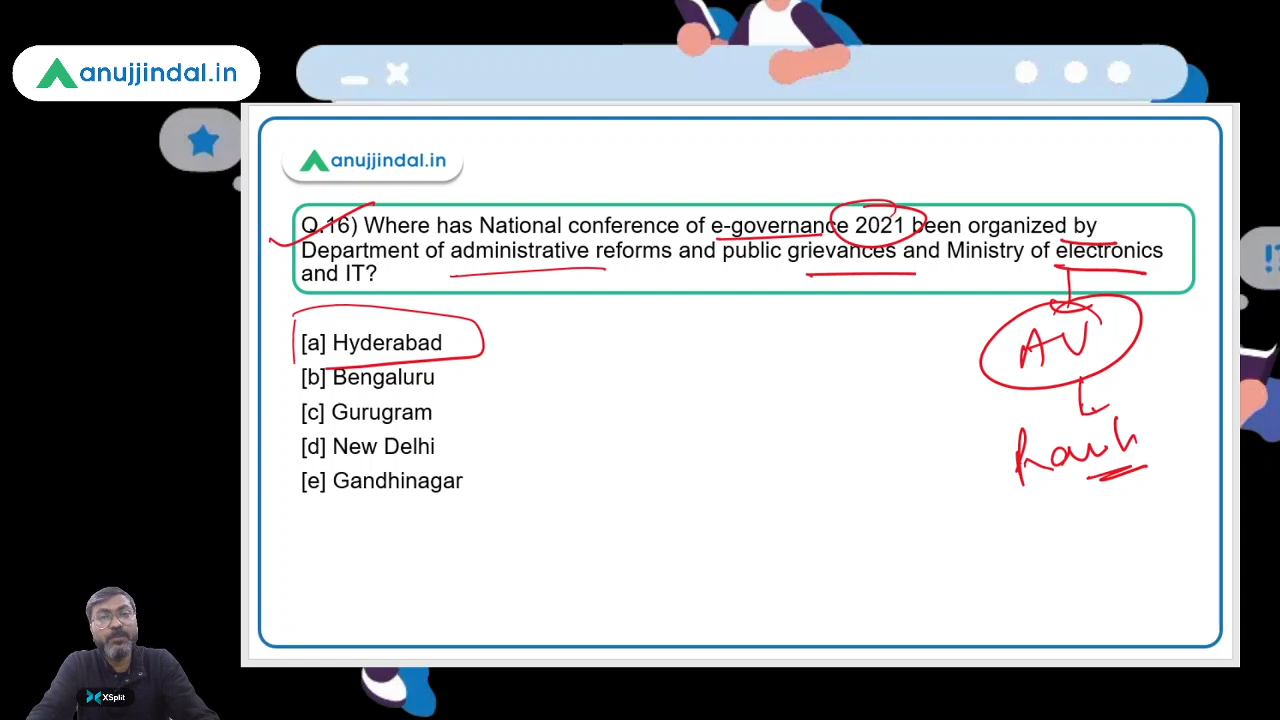 anujjindal.in
anujjindal.in
Q.16) Where has National conference of e-governance 2021 been organized by
Department of administrative reforms and public grievances and Ministry of electronics
and IT?
[a] Hyderabad
[b] Bengaluru
[c] Gurugram
[d] New Delhi
[e] Gandhinagar
AV
XSplit